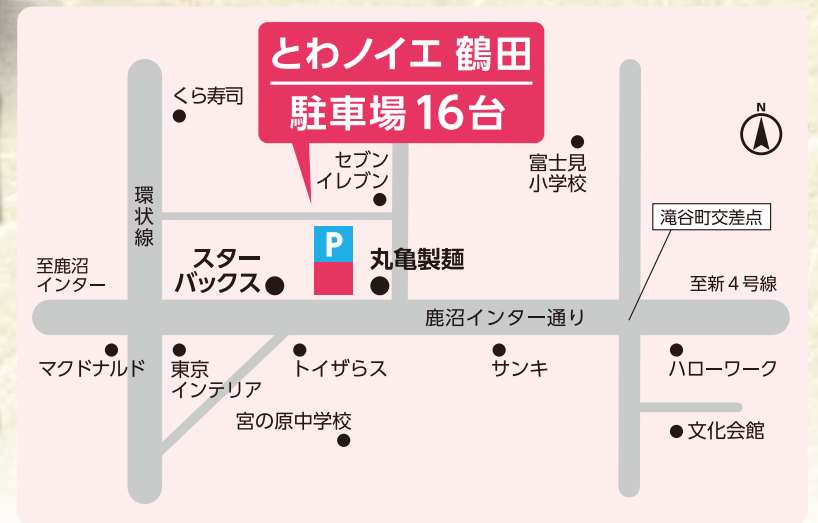 とわノイエ 鶴田
駐車場 16台
N
くら寿司
セブン
イレブン
富士見
小学校
環状線
滝谷町交差点
至鹿沼
インター
スター
バックス
P
丸亀製麺
至新4号線
鹿沼インター通り
マクドナルド
東京
インテリア
トイザらス
サンキ
ハローワーク
宮の原中学校
文化会館